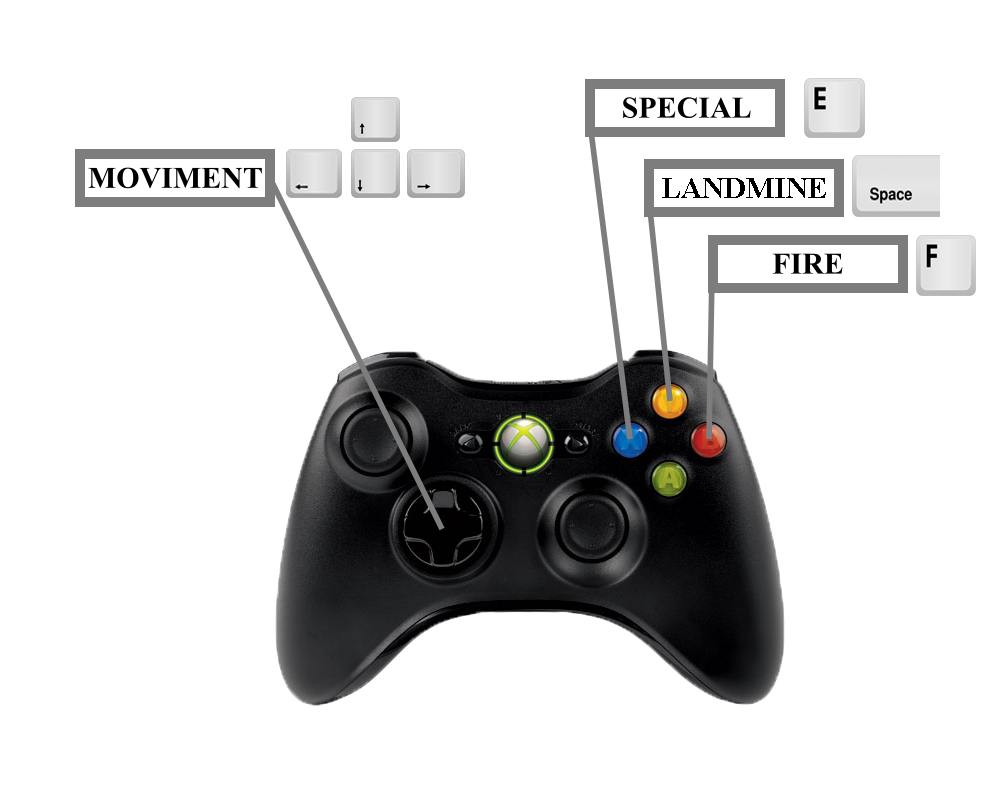 SPECIAL
E
MOVIMENT
↑
← ↓ →
LANDMINE
Space
FIRE
F
A